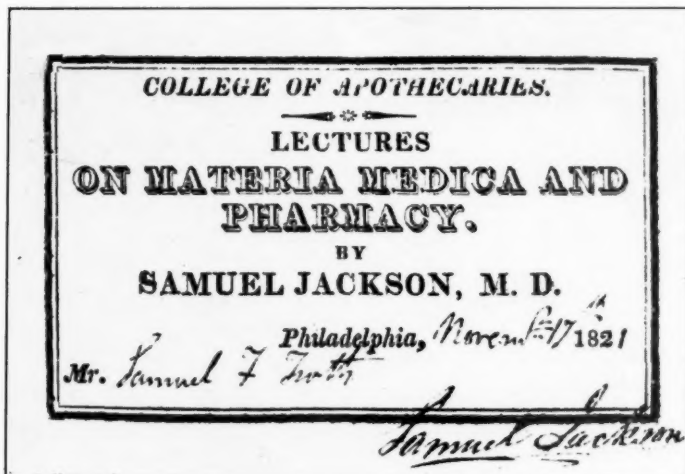 COLLEGE OF APOTHECARIES.
LECTURES
ON MATERIA MEDICA AND
PHARMACY.
BY
SAMUEL JACKSON, M. D.
Philadelphia, Novem 17th 1821
Mr. Samuel F Troth
Samuel Jackson